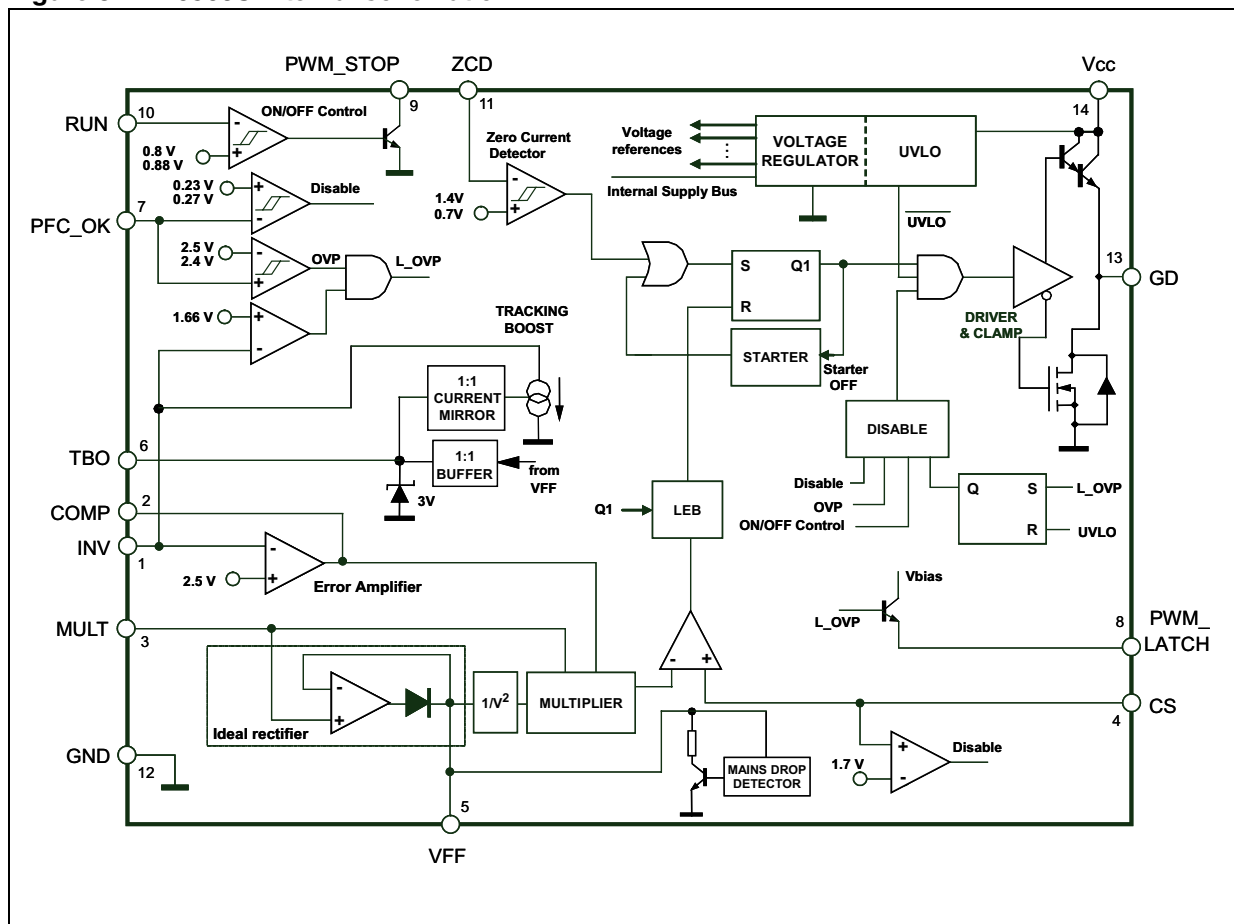 PWM_STOP
ZCD
Vcc
9
11
14
10
RUN
ON/OFF Control
0.8 V
0.88 V
Zero Current
Detector
Voltage
references
Internal Supply Bus
VOLTAGE
REGULATOR
UVLO
0.23 V
0.27 V
Disable
1.4V
0.7V
7
PFC_OK
UVLO
2.5 V
2.4 V
OVP
L_OVP
S
Q1
R
13
GD
DRIVER
& CLAMP
1.66 V
TRACKING
BOOST
STARTER
Starter
OFF
1:1
CURRENT
MIRROR
DISABLE
6
TBO
1:1
BUFFER
from
VFF
3V
Disable
OVP
ON/OFF Control
Q
S
R
L_OVP
UVLO
2
COMP
Q1
LEB
INV
1
2.5 V
-
+
Error Amplifier
Vbias
L_OVP
8
PWM_
LATCH
MULT
3
-
+
Ideal rectifier
1/V2
MULTIPLIER
-
+
CS
4
GND
12
MAINS DROP
DETECTOR
1.7 V
+
-
Disable
5
VFF